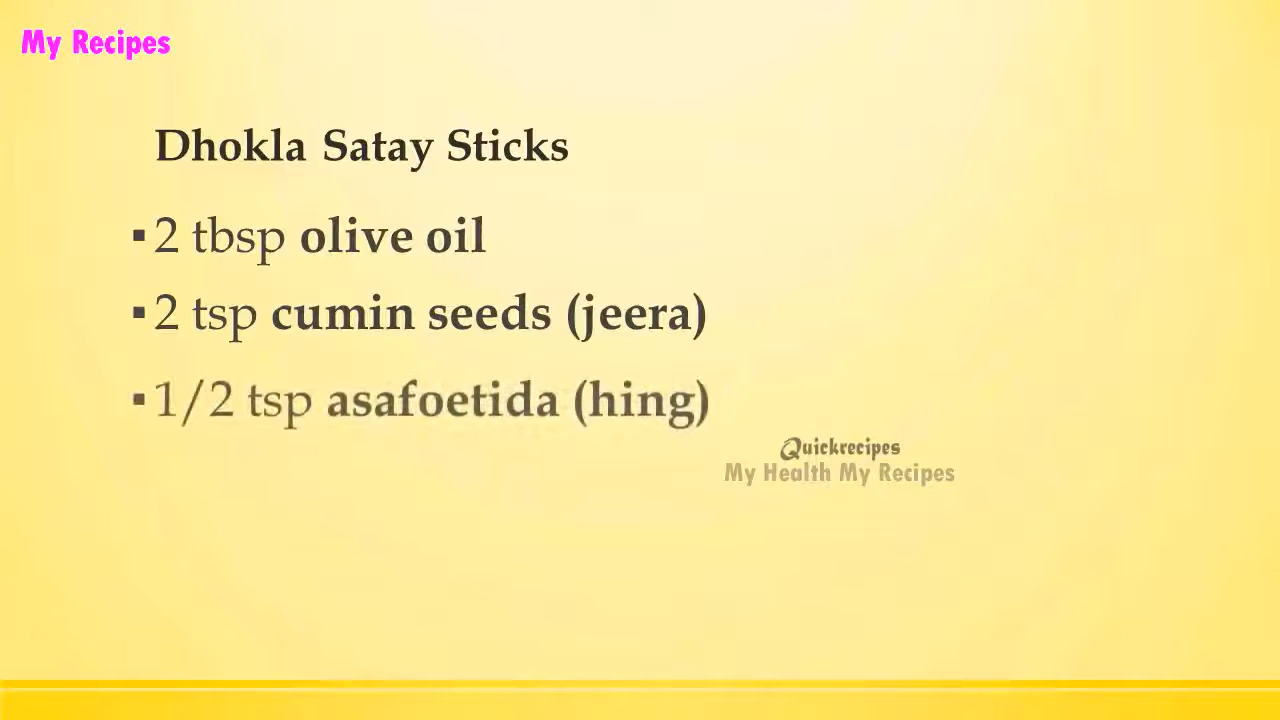 My Recipes
Dhokla Satay Sticks
▪2 tbsp olive oil
▪2 tsp cumin seeds (jeera)
▪1/2 tsp asafoetida (hing)
Quickrecipes
My Health My Recipes